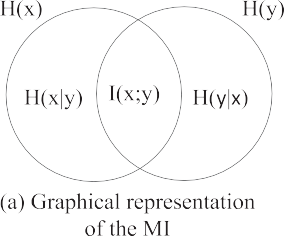 H(x) H(y)
H(x|y) I(x;y) H(y|x)
(a) Graphical representation
of the MI